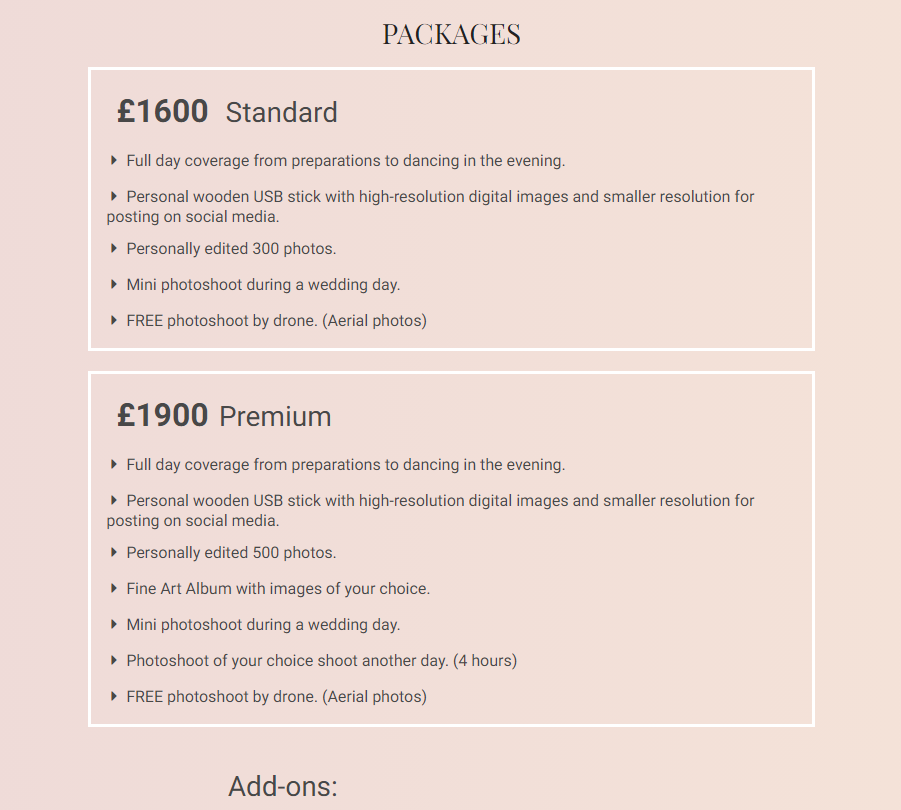 PACKAGES
£1600 Standard
Full day coverage from preparations to dancing in the evening.
Personal wooden USB stick with high-resolution digital images and smaller resolution for
posting on social media.
Personally edited 300 photos.
Mini photoshoot during a wedding day.
FREE photoshoot by drone. (Aerial photos)
£1900 Premium
Full day coverage from preparations to dancing in the evening.
Personal wooden USB stick with high-resolution digital images and smaller resolution for
posting on social media.
Personally edited 500 photos.
Fine Art Album with images of your choice.
Mini photoshoot during a wedding day.
Photoshoot of your choice shoot another day. (4 hours)
FREE photoshoot by drone. (Aerial photos)
Add-ons: